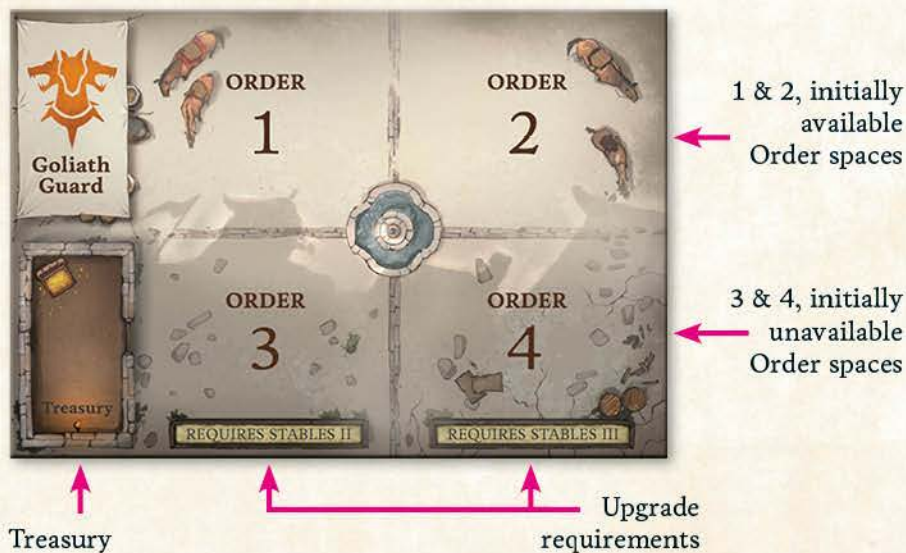 Goliath
Guard
ORDER
1
ORDER
2
ORDER
3
ORDER
4
Treasury
REQUIRES STABLES II
REQUIRES STABLES III
1 & 2, initially
available
Order spaces
3 & 4, initially
unavailable
Order spaces
Treasury
Upgrade
requirements